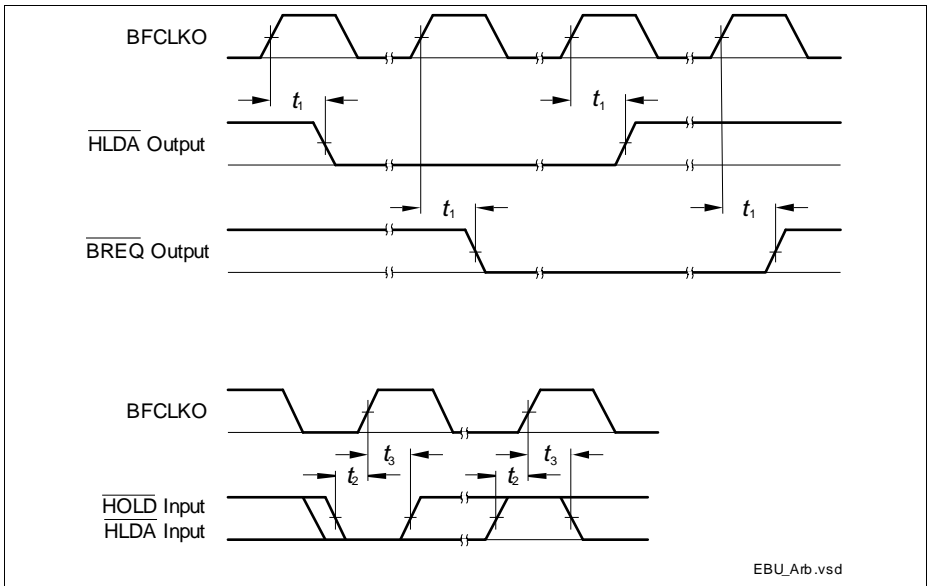 BFCLKO
t1 t1
HLDA Output
t1 t1
BREQ Output
BFCLKO
t3 t3
t2 t2
HOLD Input
HLDA Input
EBU_Arb.vsd